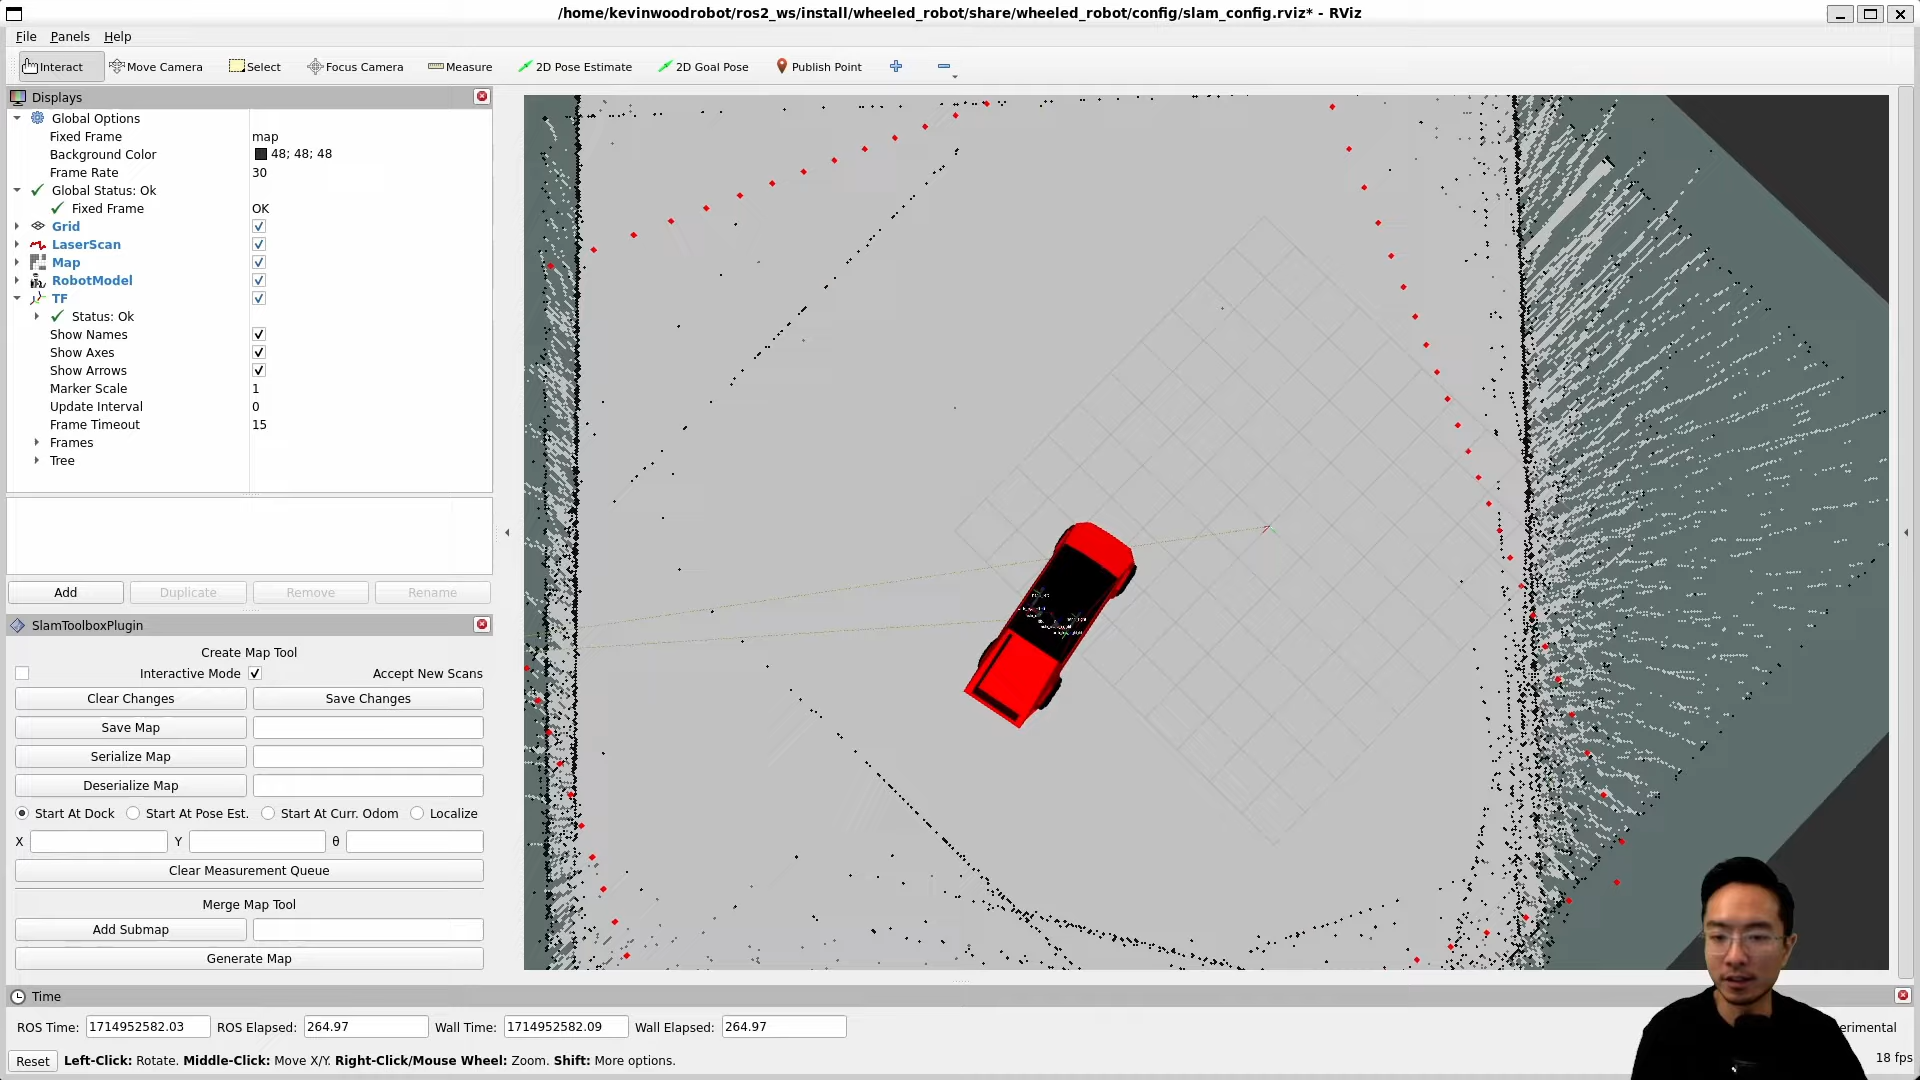 /home/kevinwoodrobot/ros2_ws/install/wheeled_robot/share/wheeled_robot/config/slam_config.rviz* - RViz
File Panels Help
Interact Move Camera Select Focus Camera Measure 2D Pose Estimate 2D Goal Pose Publish Point
Displays
Global Options
Fixed Frame map
Background Color 48; 48; 48
Frame Rate 30
Global Status: Ok
Fixed Frame OK
Grid
LaserScan
Map
RobotModel
TF
Status: Ok
Show Names
Show Axes
Show Arrows
Marker Scale 1
Update Interval 0
Frame Timeout 15
Frames
Tree
Add Duplicate Remove Rename
SlamToolboxPlugin
Create Map Tool
Interactive Mode Accept New Scans
Clear Changes Save Changes
Save Map
Serialize Map
Deserialize Map
Start At Dock Start At Pose Est. Start At Curr. Odom Localize
X Y θ
Clear Measurement Queue
Merge Map Tool
Add Submap
Generate Map
Time
ROS Time: 1714952582.03 ROS Elapsed: 264.97 Wall Time: 1714952582.09 Wall Elapsed: 264.97 erimental
Reset Left-Click: Rotate. Middle-Click: Move X/Y. Right-Click/Mouse Wheel: Zoom. Shift: More options. 18 fps